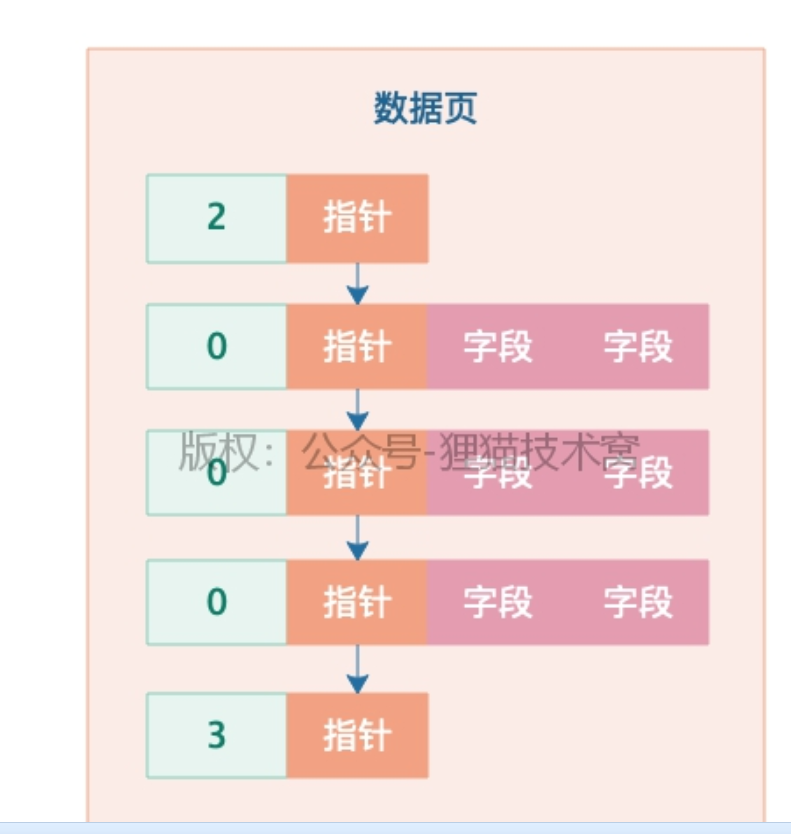 数据页
2 指针
0 指针 字段 字段
版权：公众号-狸猫技术窝
0 指针 字段 字段
0 指针 字段 字段
3 指针